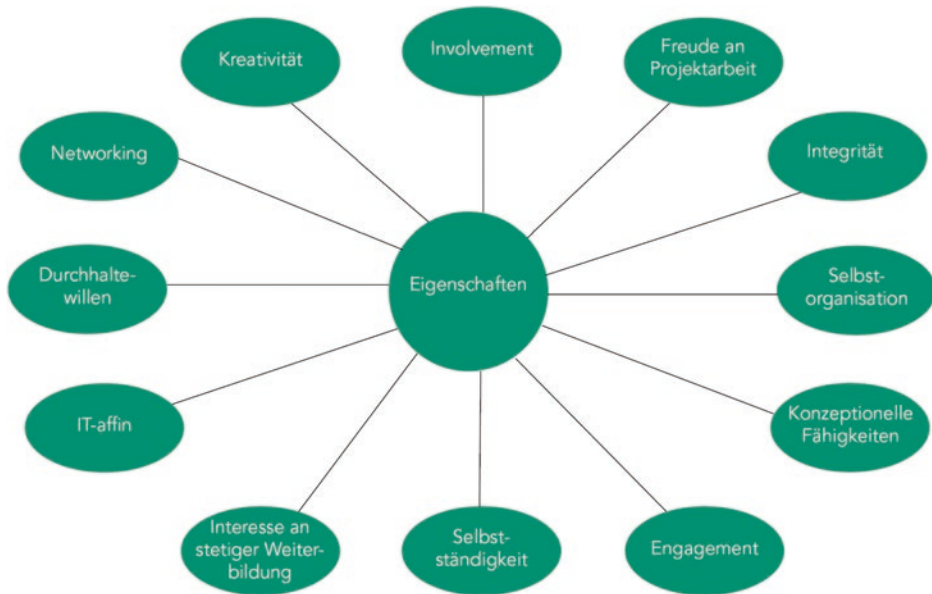 Involvement
Freude an
Projektarbeit
Kreativität
Networking
Integrität
Durchhalte-
willen
Eigenschaften
Selbst-
organisation
IT-affin
Konzeptionelle
Fähigkeiten
Interesse an
stetiger Weiter-
bildung
Selbst-
ständigkeit
Engagement